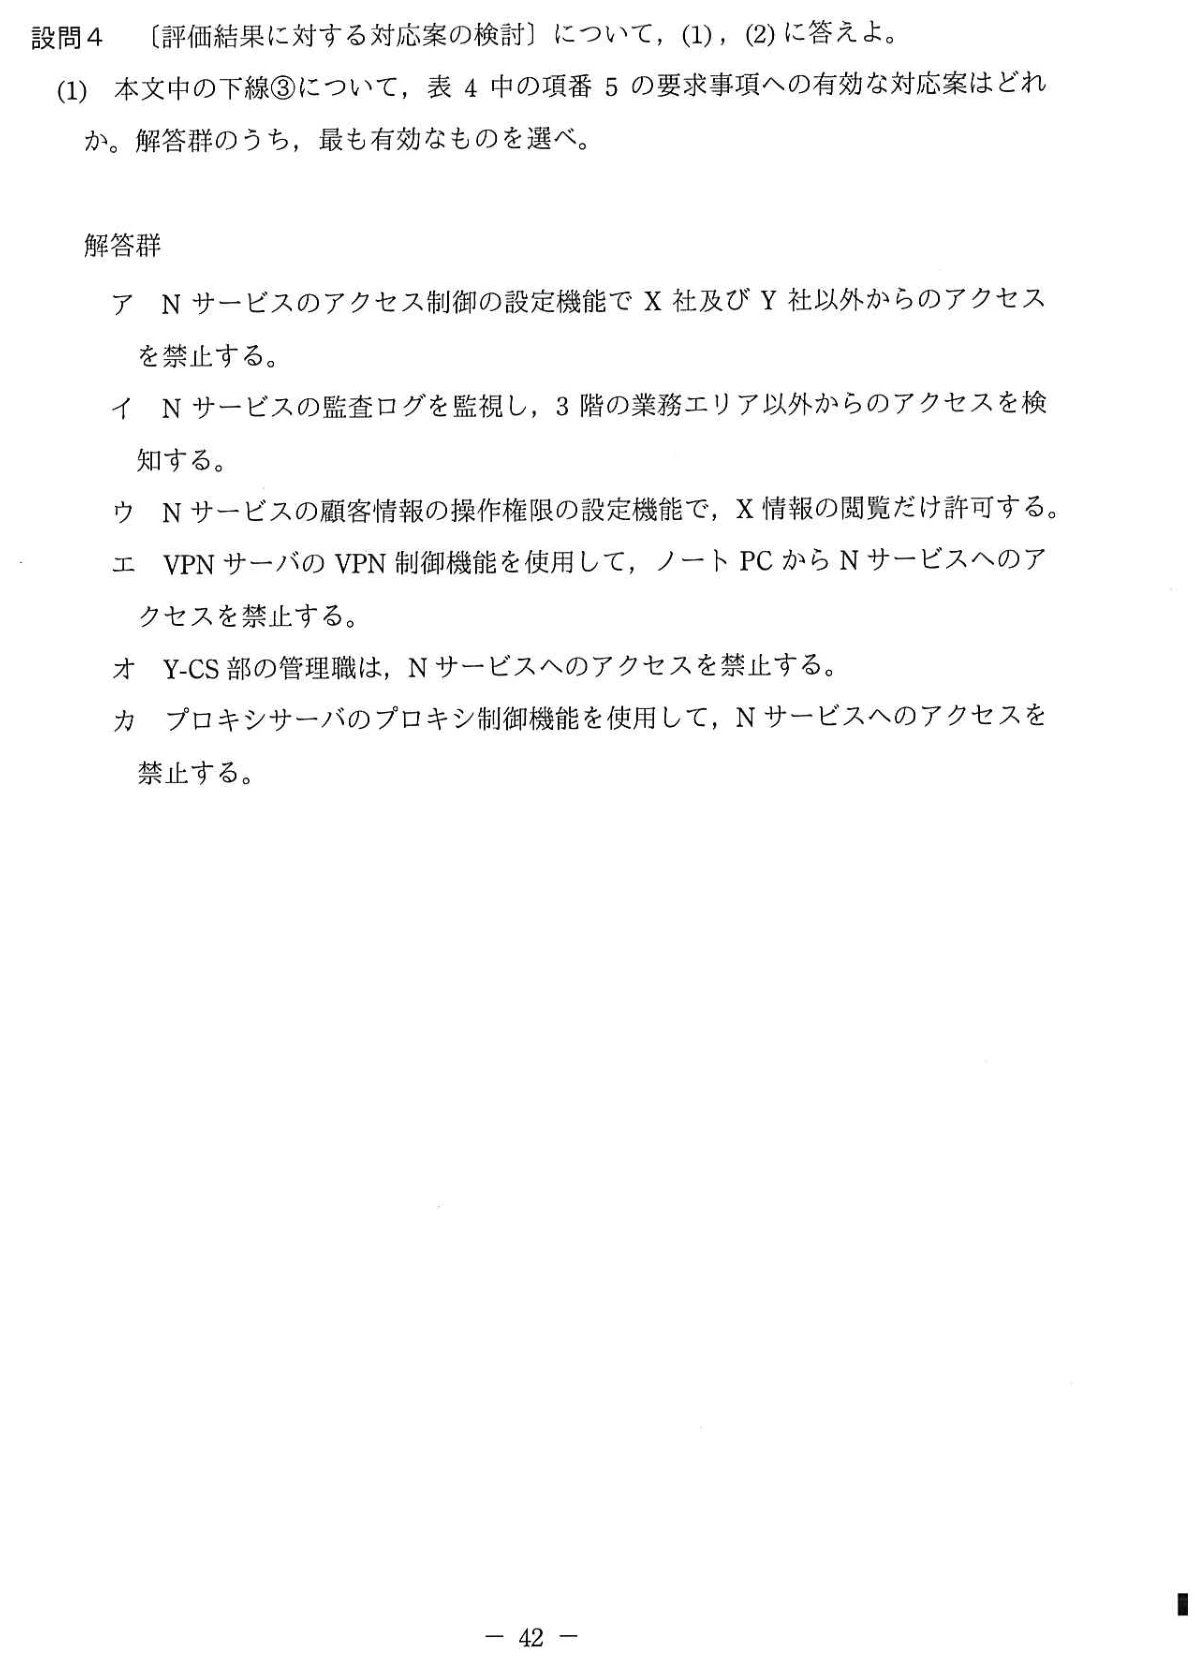 設問4　〔評価結果に対する対応案の検討〕について，(1)，(2)に答えよ。
(1)　本文中の下線③について，表 4 中の項番 5 の要求事項への有効な対応案はどれ
か。解答群のうち，最も有効なものを選べ。
解答群
ア　N サービスのアクセス制御の設定機能で X 社及び Y 社以外からのアクセス
を禁止する。
イ　N サービスの監査ログを監視し，3 階の業務エリア以外からのアクセスを検
知する。
ウ　N サービスの顧客情報の操作権限の設定機能で，X 情報の閲覧だけ許可する。
エ　VPN サーバの VPN 制御機能を使用して，ノート PC から N サービスへのア
クセスを禁止する。
オ　Y-CS 部の管理職は，N サービスへのアクセスを禁止する。
カ　プロキシサーバのプロキシ制御機能を使用して，N サービスへのアクセスを
禁止する。
－ 42 －